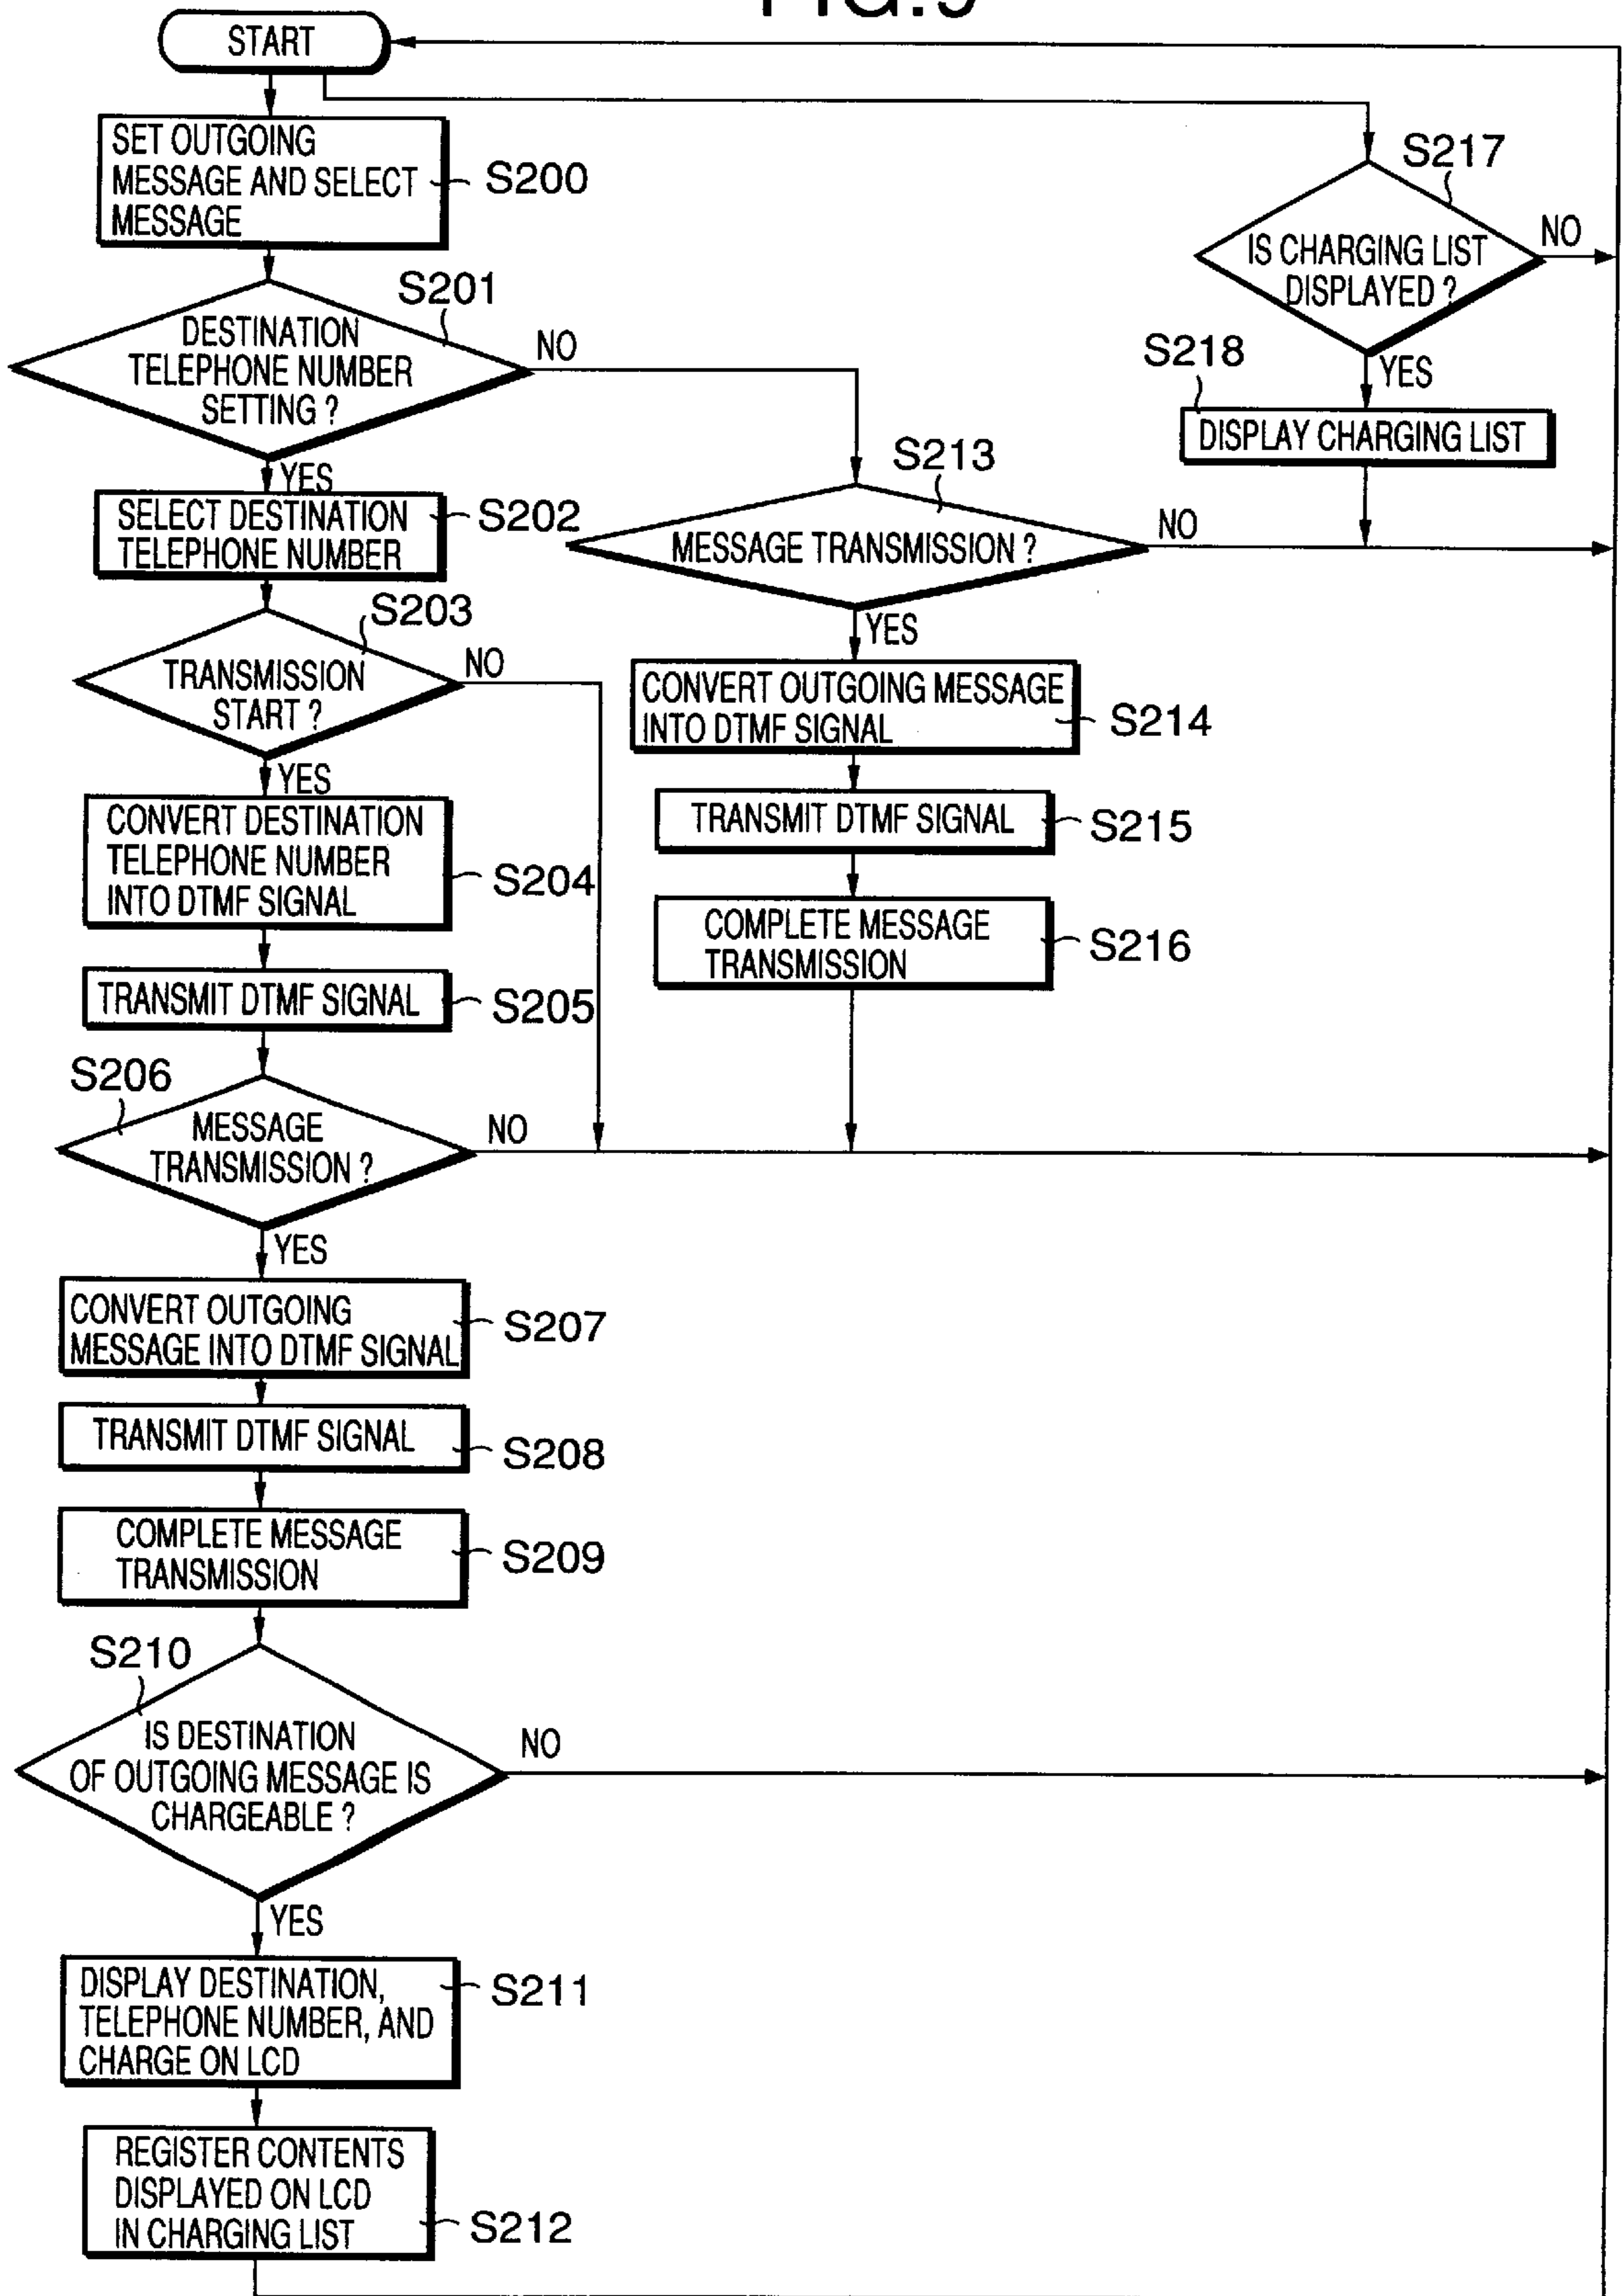 FIG.9
START
SET OUTGOING
MESSAGE AND SELECT
MESSAGE
S200
S217
IS CHARGING LIST
DISPLAYED ?
NO
YES
S218
DISPLAY CHARGING LIST
S201
DESTINATION
TELEPHONE NUMBER
SETTING ?
NO
YES
SELECT DESTINATION
TELEPHONE NUMBER
S202
S213
MESSAGE TRANSMISSION ?
NO
YES
S203
TRANSMISSION
START ?
NO
YES
CONVERT OUTGOING MESSAGE
INTO DTMF SIGNAL
S214
TRANSMIT DTMF SIGNAL
S215
COMPLETE MESSAGE
TRANSMISSION
S216
CONVERT DESTINATION
TELEPHONE NUMBER
INTO DTMF SIGNAL
S204
TRANSMIT DTMF SIGNAL
S205
S206
MESSAGE
TRANSMISSION ?
NO
YES
CONVERT OUTGOING
MESSAGE INTO DTMF SIGNAL
S207
TRANSMIT DTMF SIGNAL
S208
COMPLETE MESSAGE
TRANSMISSION
S209
S210
IS DESTINATION
OF OUTGOING MESSAGE IS
CHARGEABLE ?
NO
YES
DISPLAY DESTINATION,
TELEPHONE NUMBER, AND
CHARGE ON LCD
S211
REGISTER CONTENTS
DISPLAYED ON LCD
IN CHARGING LIST
S212